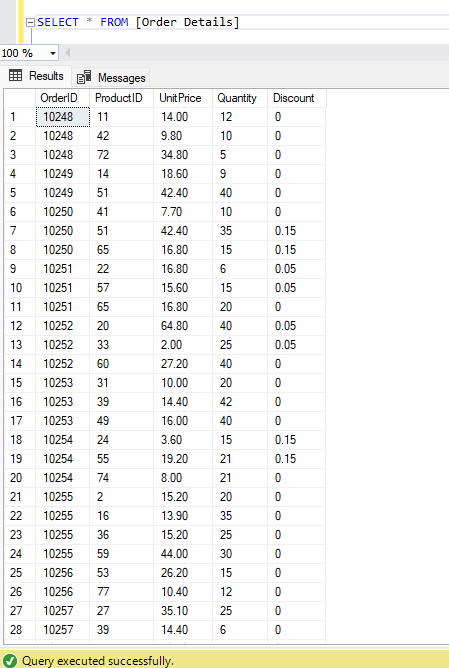 SELECT * FROM [Order Details]
100 %
Results Messages
OrderID ProductID UnitPrice Quantity Discount
1 10248 11 14.00 12 0
2 10248 42 9.80 10 0
3 10248 72 34.80 5 0
4 10249 14 18.60 9 0
5 10249 51 42.40 40 0
6 10250 41 7.70 10 0
7 10250 51 42.40 35 0.15
8 10250 65 16.80 15 0.15
9 10251 22 16.80 6 0.05
10 10251 57 15.60 15 0.05
11 10251 65 16.80 20 0
12 10252 20 64.80 40 0.05
13 10252 33 2.00 25 0.05
14 10252 60 27.20 40 0
15 10253 31 10.00 20 0
16 10253 39 14.40 42 0
17 10253 49 16.00 40 0
18 10254 24 3.60 15 0.15
19 10254 55 19.20 21 0.15
20 10254 74 8.00 21 0
21 10255 2 15.20 20 0
22 10255 16 13.90 35 0
23 10255 36 15.20 25 0
24 10255 59 44.00 30 0
25 10256 53 26.20 15 0
26 10256 77 10.40 12 0
27 10257 27 35.10 25 0
28 10257 39 14.40 6 0
Query executed successfully.